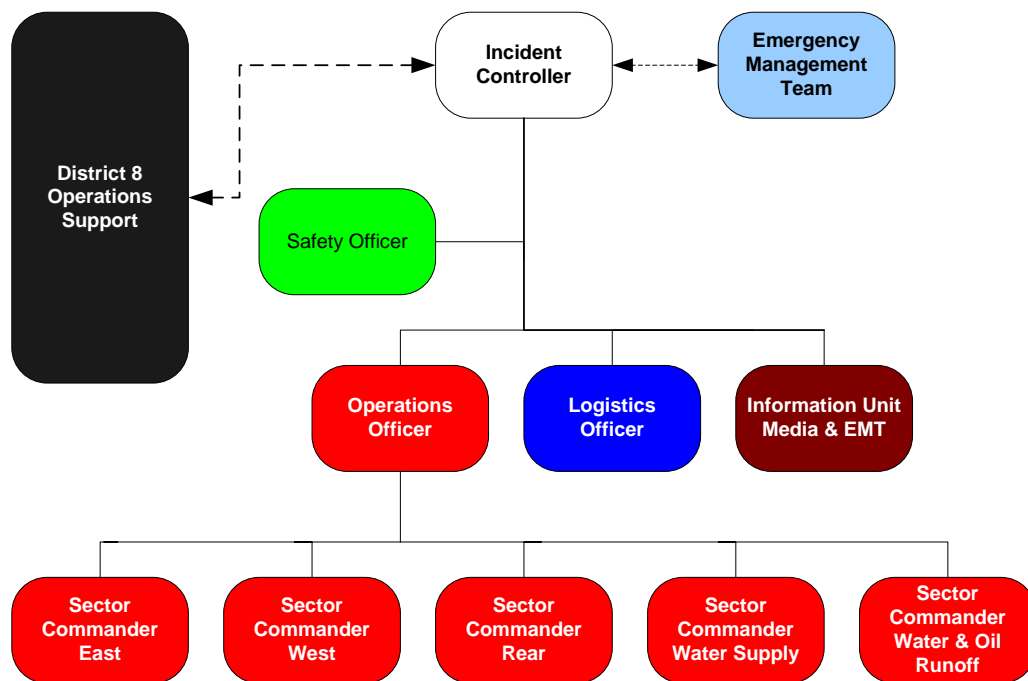 Incident
Controller
Emergency
Management
Team
District 8
Operations
Support
Safety Officer
Operations
Officer
Logistics
Officer
Information Unit
Media & EMT
Sector
Commander
East
Sector
Commander
West
Sector
Commander
Rear
Sector
Commander
Water Supply
Sector
Commander
Water & Oil
Runoff